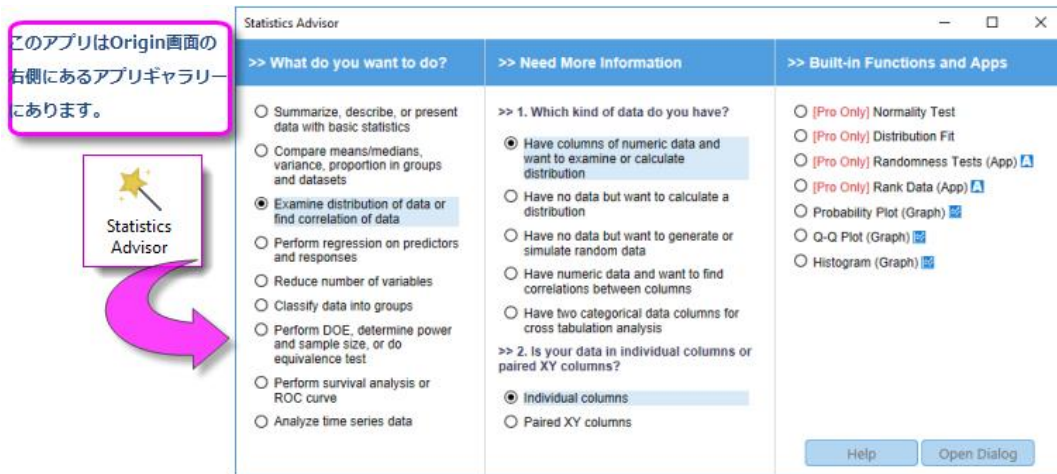 このアプリはOrigin画面の
右側にあるアプリギャラリー
にあります。
Statistics
Advisor
Statistics Advisor
>> What do you want to do?
Summarize, describe, or present
data with basic statistics
Compare means/medians,
variance, proportion in groups
and datasets
Examine distribution of data or
find correlation of data
Perform regression on predictors
and responses
Reduce number of variables
Classify data into groups
Perform DOE, determine power
and sample size, or do
equivalence test
Perform survival analysis or
ROC curve
Analyze time series data
>> Need More Information
>> 1. Which kind of data do you have?
Have columns of numeric data and
want to examine or calculate
distribution
Have no data but want to calculate a
distribution
Have no data but want to generate or
simulate random data
Have numeric data and want to find
correlations between columns
Have two categorical data columns for
cross tabulation analysis
>> 2. Is your data in individual columns or
paired XY columns?
Individual columns
Paired XY columns
>> Built-in Functions and Apps
[Pro Only] Normality Test
[Pro Only] Distribution Fit
[Pro Only] Randomness Tests (App)
[Pro Only] Rank Data (App)
Probability Plot (Graph)
Q-Q Plot (Graph)
Histogram (Graph)
Help
Open Dialog